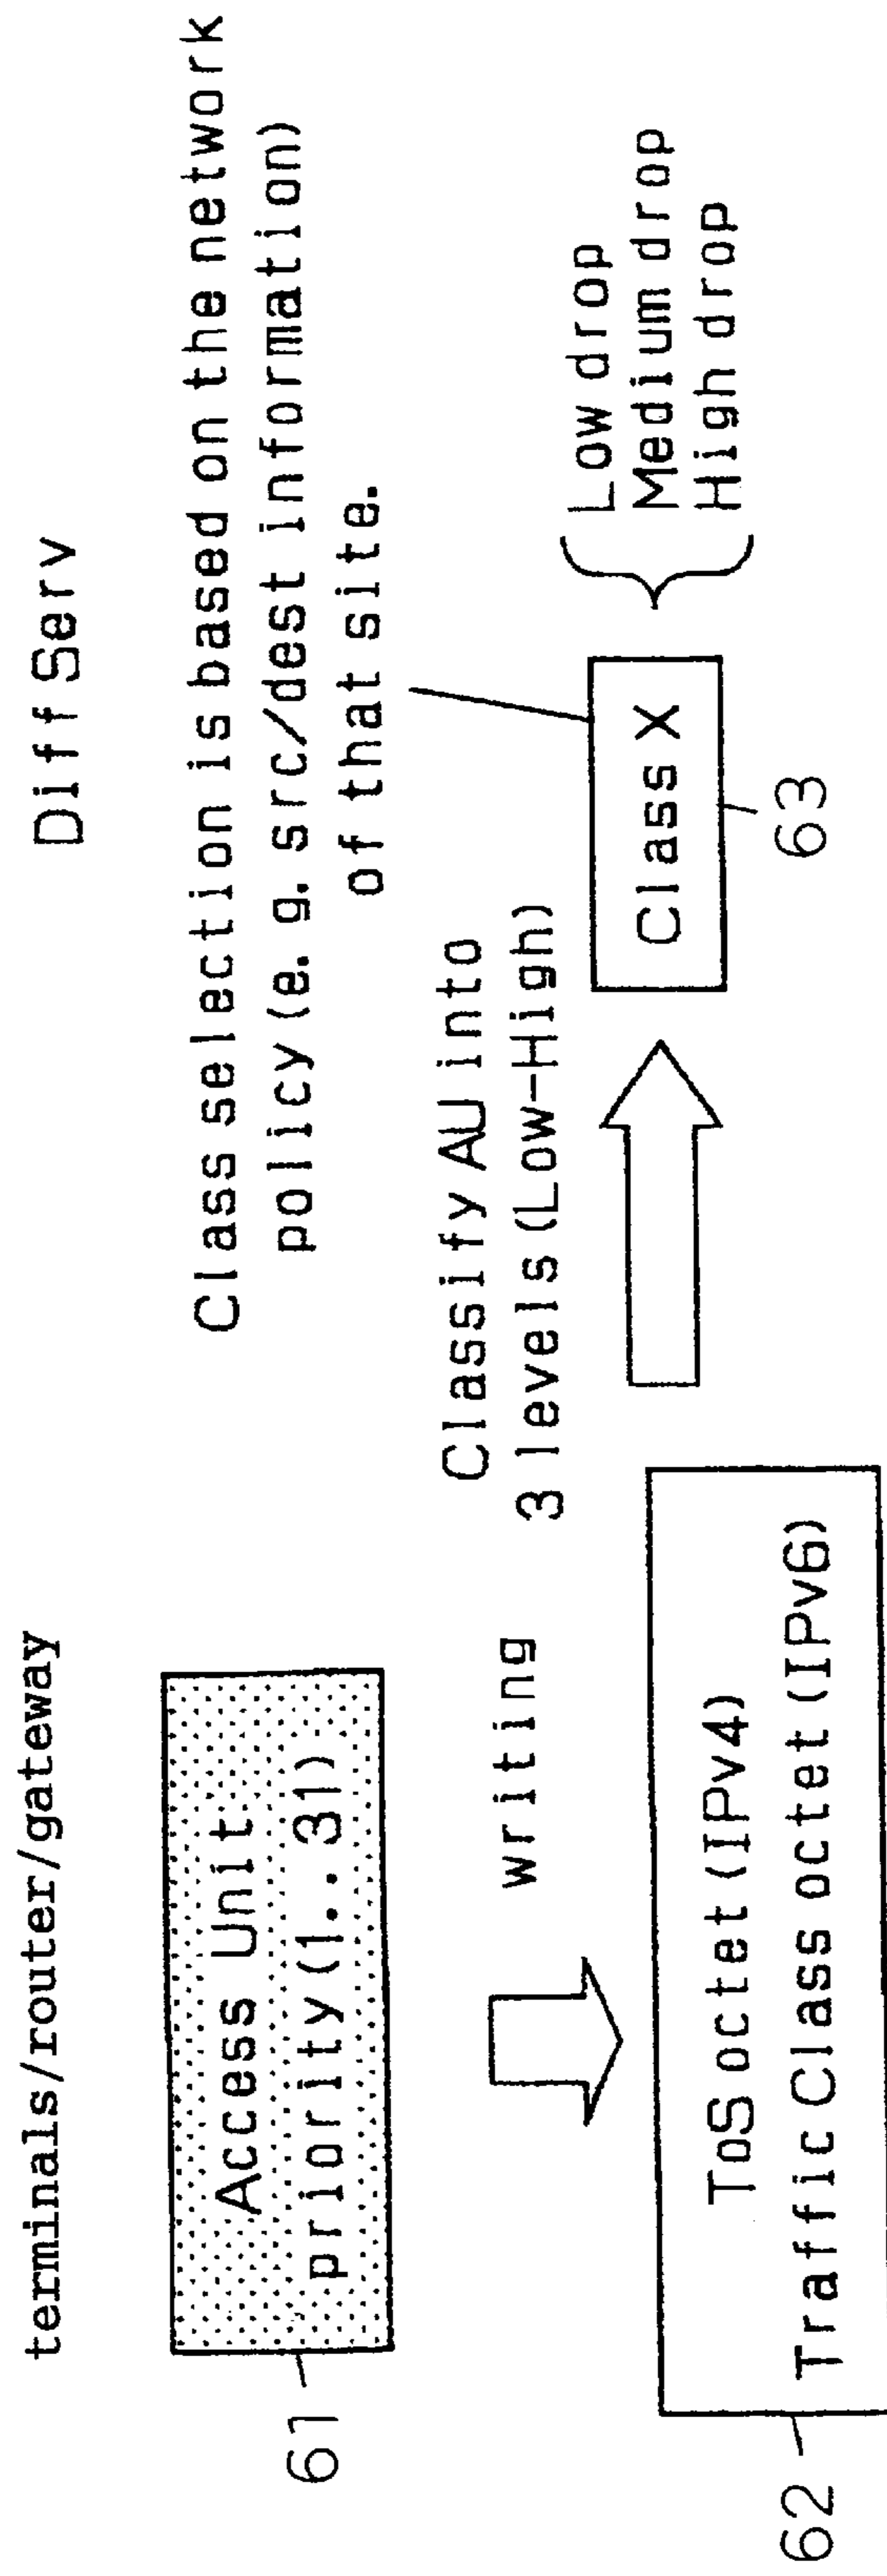 terminals/router/gateway
Diff Serv
Access Unit
priority (1..31)
61
Class selection is based on the network
policy (e.g. src/dest information)
of that site.
writing
Classify AU into
3 levels (Low-High)
ToS octet (IPv4)
Traffic Class octet (IPv6)
62
Class X
63
Low drop
Medium drop
High drop